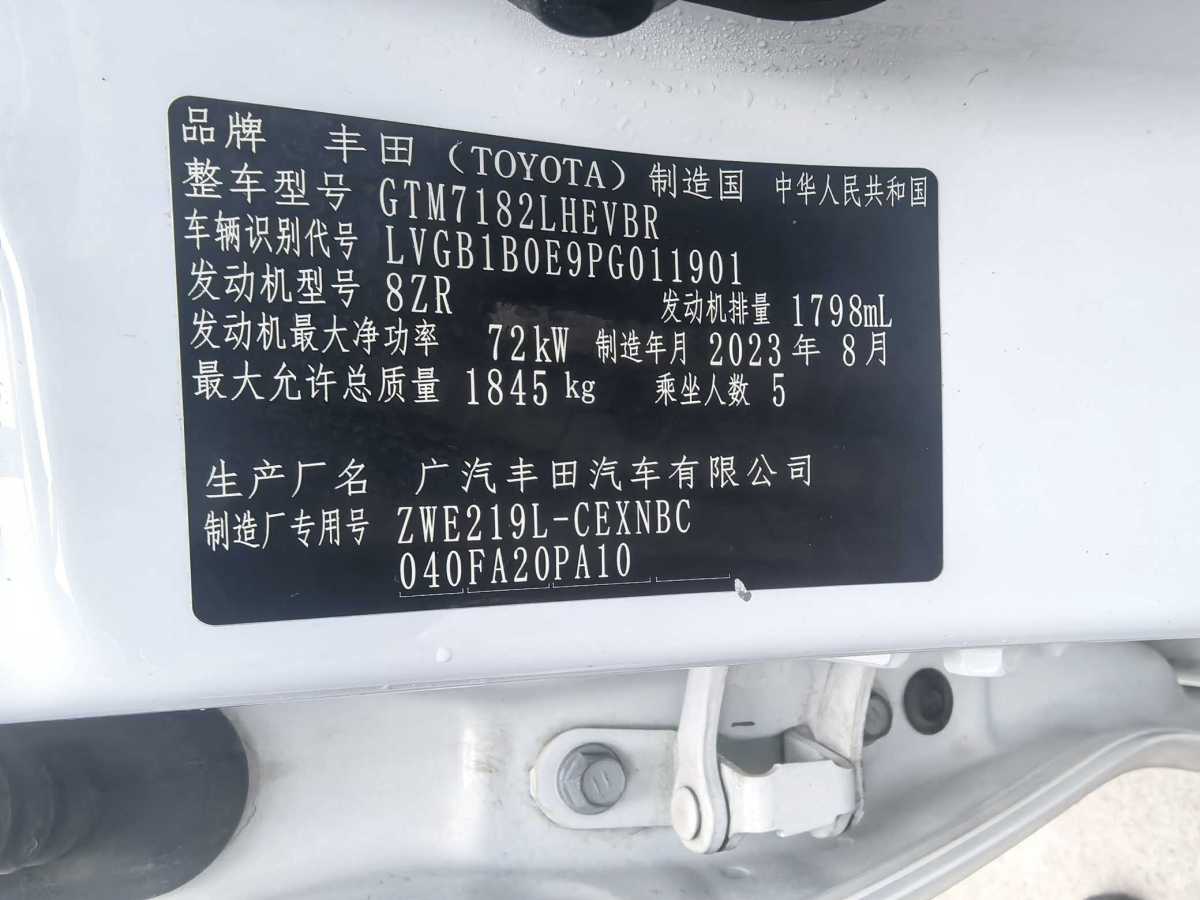 品牌 丰田（TOYOTA）制造国 中华人民共和国
整车型号 GTM7182LHEVBR
车辆识别代号 LVGB1B0E9PG011901
发动机型号 8ZR 发动机排量 1798mL
发动机最大净功率 72kW 制造年月 2023年8月
最大允许总质量 1845kg 乘坐人数 5
生产厂名 广汽丰田汽车有限公司
制造厂专用号 ZWE219L-CEXNBC
040FA20PA10